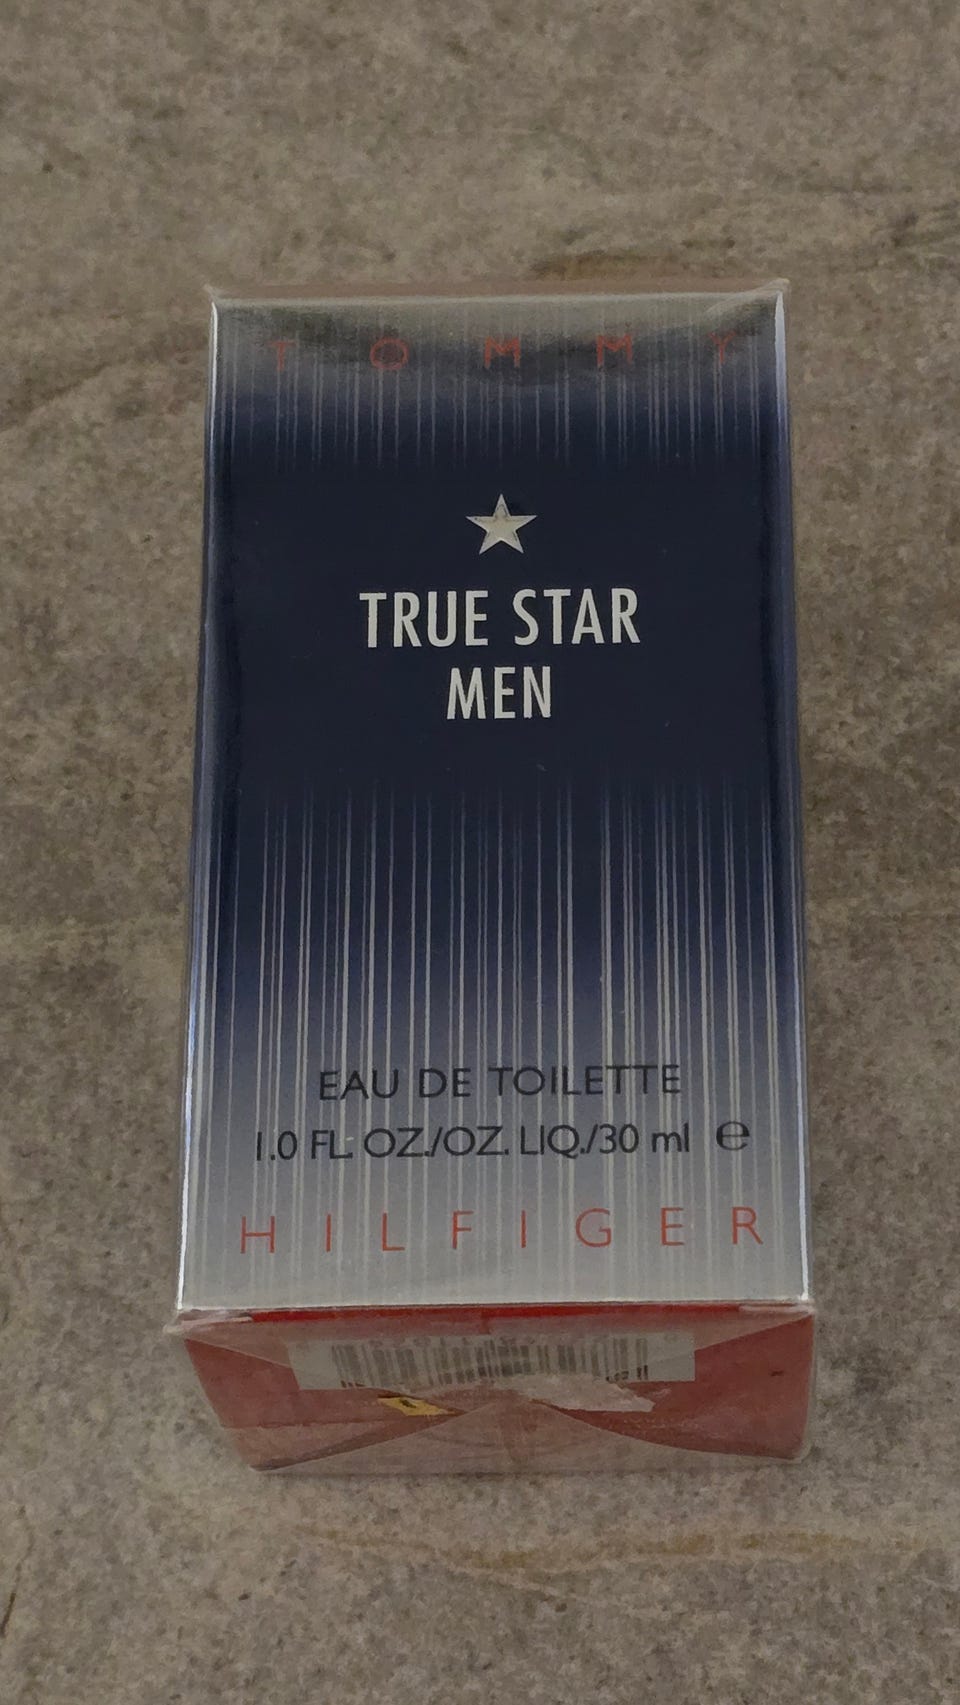 TOMMY
TRUE STAR
MEN
EAU DE TOILETTE
1.0 FL. OZ./OZ. LIQ./30 ml e
HILFIGER